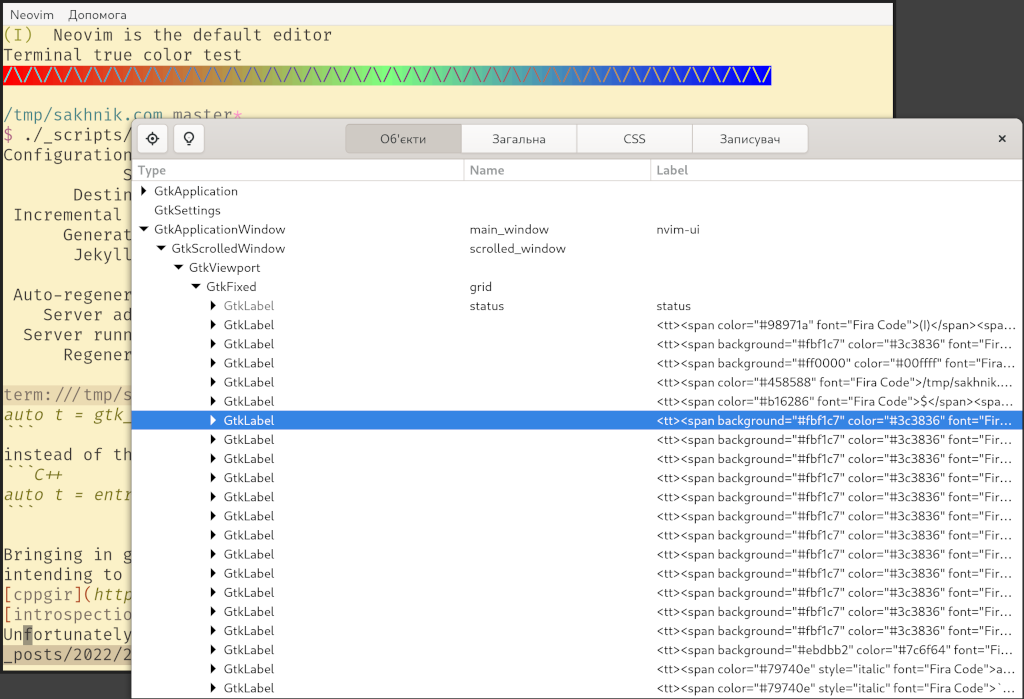 Neovim Допомога
(I) Neovim is the default editor
Terminal true color test
/\/\/\/\/\/\/\/\/\/\/\/\/\/\/\/\/\/\/\/\/\/\/\/\/\/\/\/\/\/\/\/\/\/\/\/\/\/\/
/tmp/sakhnik.com master*
$ ./_scripts/
Configuration
S
Destin
Incremental
Generat
Jekyll
Auto-regener
Server ad
Server runn
Regener
term:///tmp/s
auto t = gtk_
```
instead of th
```C++
auto t = entr
```
Bringing in g
intending to
[cppgir](http
[introspectio
Unfortunately
_posts/2022/2
Об'єкти Загальна CSS Записувач
Type Name Label
GtkApplication
GtkSettings
GtkApplicationWindow main_window nvim-ui
GtkScrolledWindow scrolled_window
GtkViewport
GtkFixed grid
GtkLabel status status
GtkLabel <tt><span color="#98971a" font="Fira Code">(I)</span><spa...
GtkLabel <tt><span background="#fbf1c7" color="#3c3836" font="Fir...
GtkLabel <tt><span background="#ff0000" color="#00ffff" font="Fira...
GtkLabel <tt><span color="#458588" font="Fira Code">/tmp/sakhnik....
GtkLabel <tt><span color="#b16286" font="Fira Code">$</span><spa...
GtkLabel <tt><span background="#fbf1c7" color="#3c3836" font="Fir...
GtkLabel <tt><span background="#fbf1c7" color="#3c3836" font="Fir...
GtkLabel <tt><span background="#fbf1c7" color="#3c3836" font="Fir...
GtkLabel <tt><span background="#fbf1c7" color="#3c3836" font="Fir...
GtkLabel <tt><span background="#fbf1c7" color="#3c3836" font="Fir...
GtkLabel <tt><span background="#fbf1c7" color="#3c3836" font="Fir...
GtkLabel <tt><span background="#fbf1c7" color="#3c3836" font="Fir...
GtkLabel <tt><span background="#fbf1c7" color="#3c3836" font="Fir...
GtkLabel <tt><span background="#fbf1c7" color="#3c3836" font="Fir...
GtkLabel <tt><span background="#fbf1c7" color="#3c3836" font="Fir...
GtkLabel <tt><span background="#fbf1c7" color="#3c3836" font="Fir...
GtkLabel <tt><span background="#fbf1c7" color="#3c3836" font="Fir...
GtkLabel <tt><span background="#ebdbb2" color="#7c6f64" font="Fi...
GtkLabel <tt><span color="#79740e" style="italic" font="Fira Code">a...
GtkLabel <tt><span color="#79740e" style="italic" font="Fira Code">`...